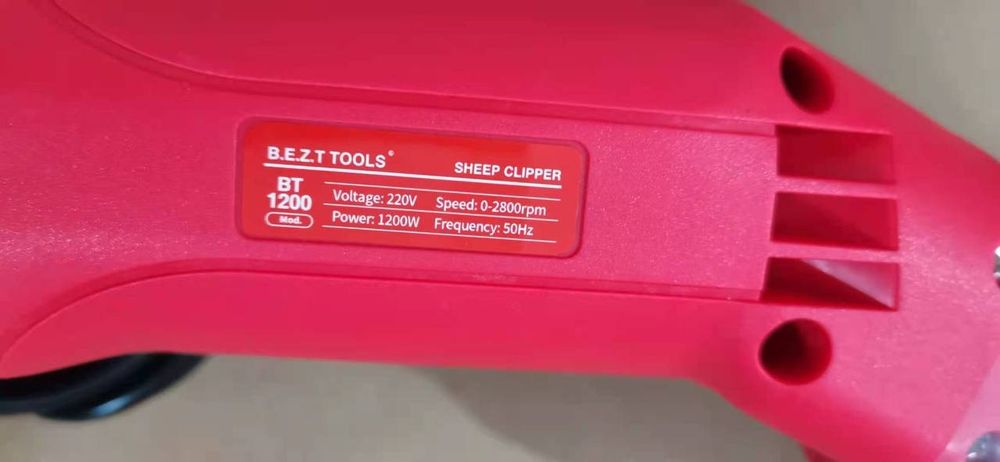 B.E.Z.T TOOLS®
SHEEP CLIPPER
BT
1200
Mod.
Voltage: 220V Speed: 0-2800rpm
Power: 1200W Frequency: 50Hz